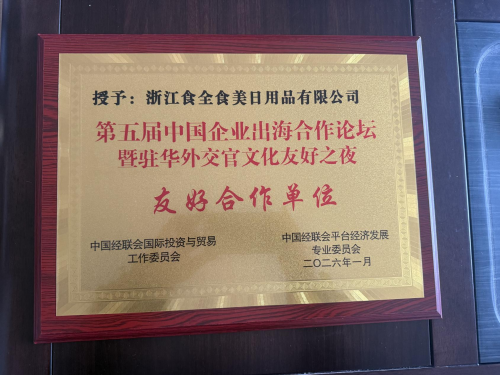 授予：浙江食全食美日用品有限公司
第五届中国企业出海合作论坛
暨驻华外交官文化友好之夜
友好合作单位
中国经联会国际投资与贸易
工作委员会
中国经联会平台经济发展
专业委员会
二〇二六年一月